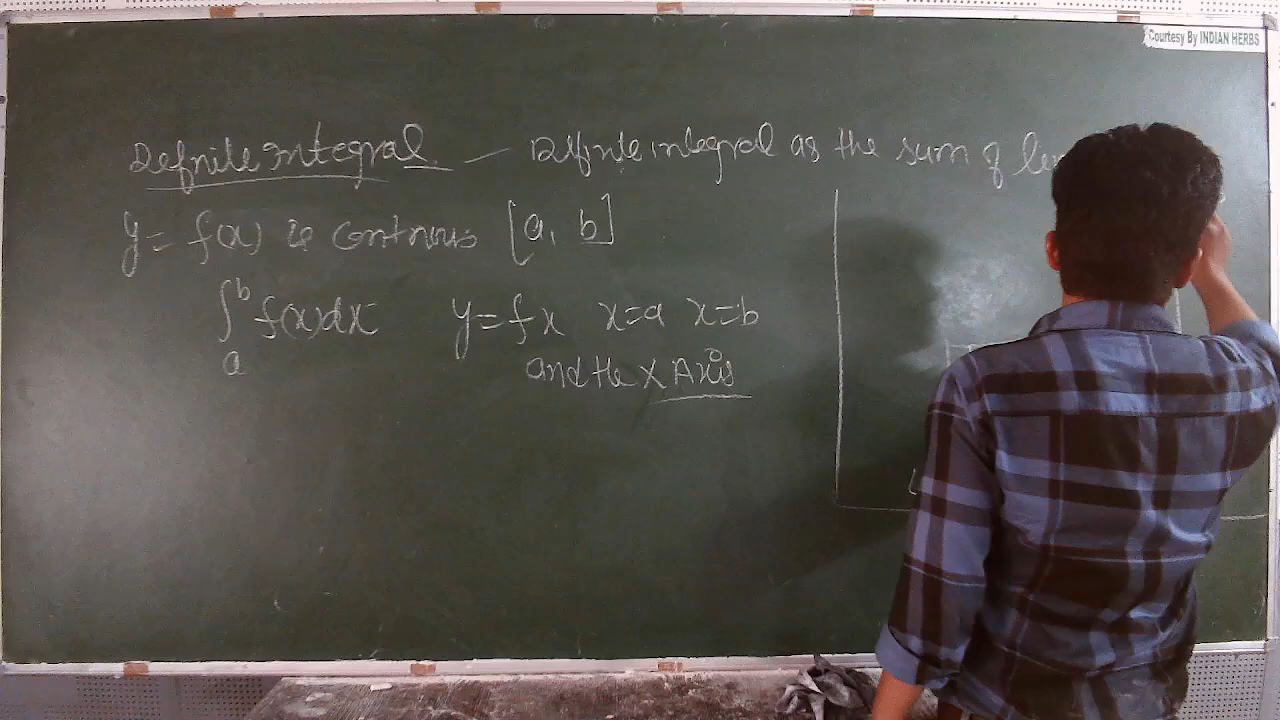 Courtesy By INDIAN HERBS
Definite Integral — Definite integral as the sum of
y = f(x) is continous [a, b]
∫ₐᵇ f(x)dx y=fx x=a x=b
and the X Axis